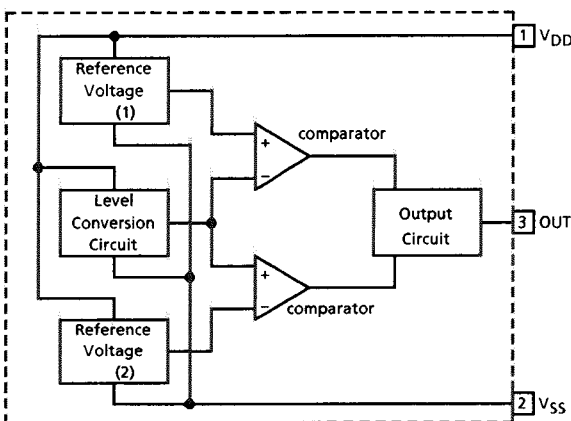 1 VDD
Reference
Voltage
(1)
comparator
+
−
Level
Conversion
Circuit
Output
Circuit
3 OUT
+
−
comparator
Reference
Voltage
(2)
2 VSS